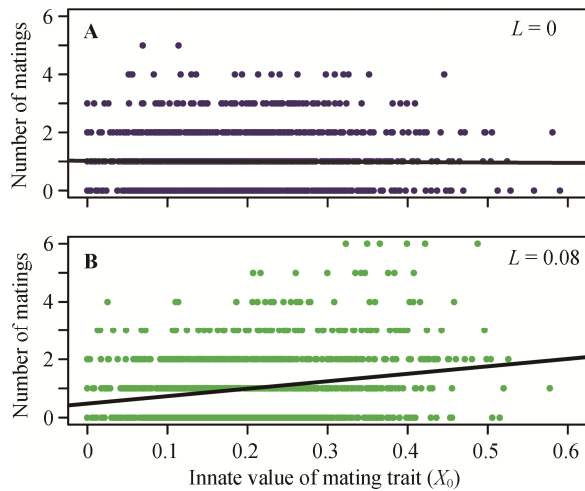 6
A
L = 0
4
2
0
Number of matings
6
B
L = 0.08
4
2
0
Number of matings
0 0.1 0.2 0.3 0.4 0.5 0.6
Innate value of mating trait (X₀)